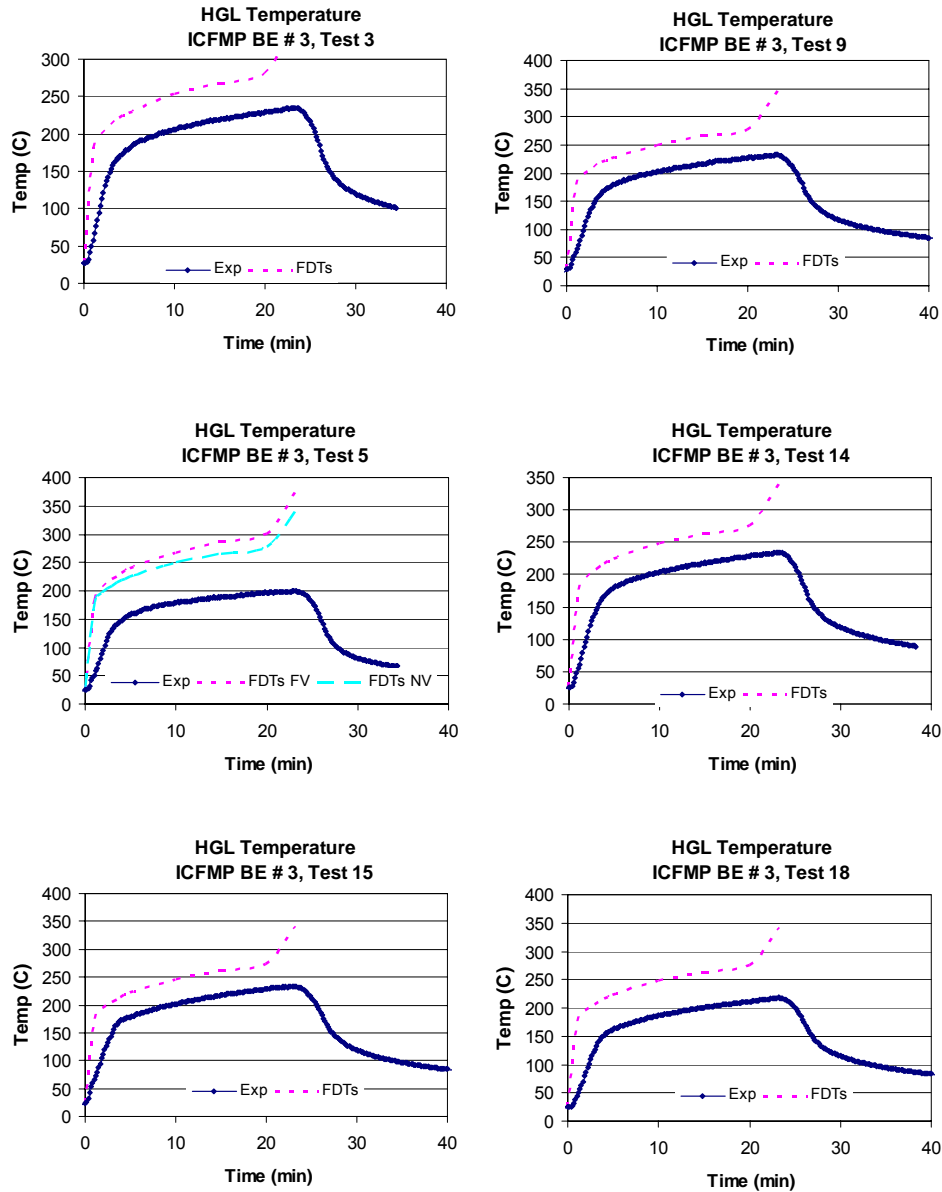 HGL Temperature
ICFMP BE # 3, Test 3
300
250
200
150
100
50
0
Temp (C)
Exp
FDTs
0 10 20 30 40
Time (min)
HGL Temperature
ICFMP BE # 3, Test 9
400
350
300
250
200
150
100
50
0
Temp (C)
Exp
FDTs
0 10 20 30 40
Time (min)
HGL Temperature
ICFMP BE # 3, Test 5
400
350
300
250
200
150
100
50
0
Temp (C)
Exp
FDTs FV
FDTs NV
0 10 20 30 40
Time (min)
HGL Temperature
ICFMP BE # 3, Test 14
350
300
250
200
150
100
50
0
Temp (C)
Exp
FDTs
0 10 20 30 40
Time (min)
HGL Temperature
ICFMP BE # 3, Test 15
400
350
300
250
200
150
100
50
0
Temp (C)
Exp
FDTs
0 10 20 30 40
Time (min)
HGL Temperature
ICFMP BE # 3, Test 18
400
350
300
250
200
150
100
50
0
Temp (C)
Exp
FDTs
0 10 20 30 40
Time (min)